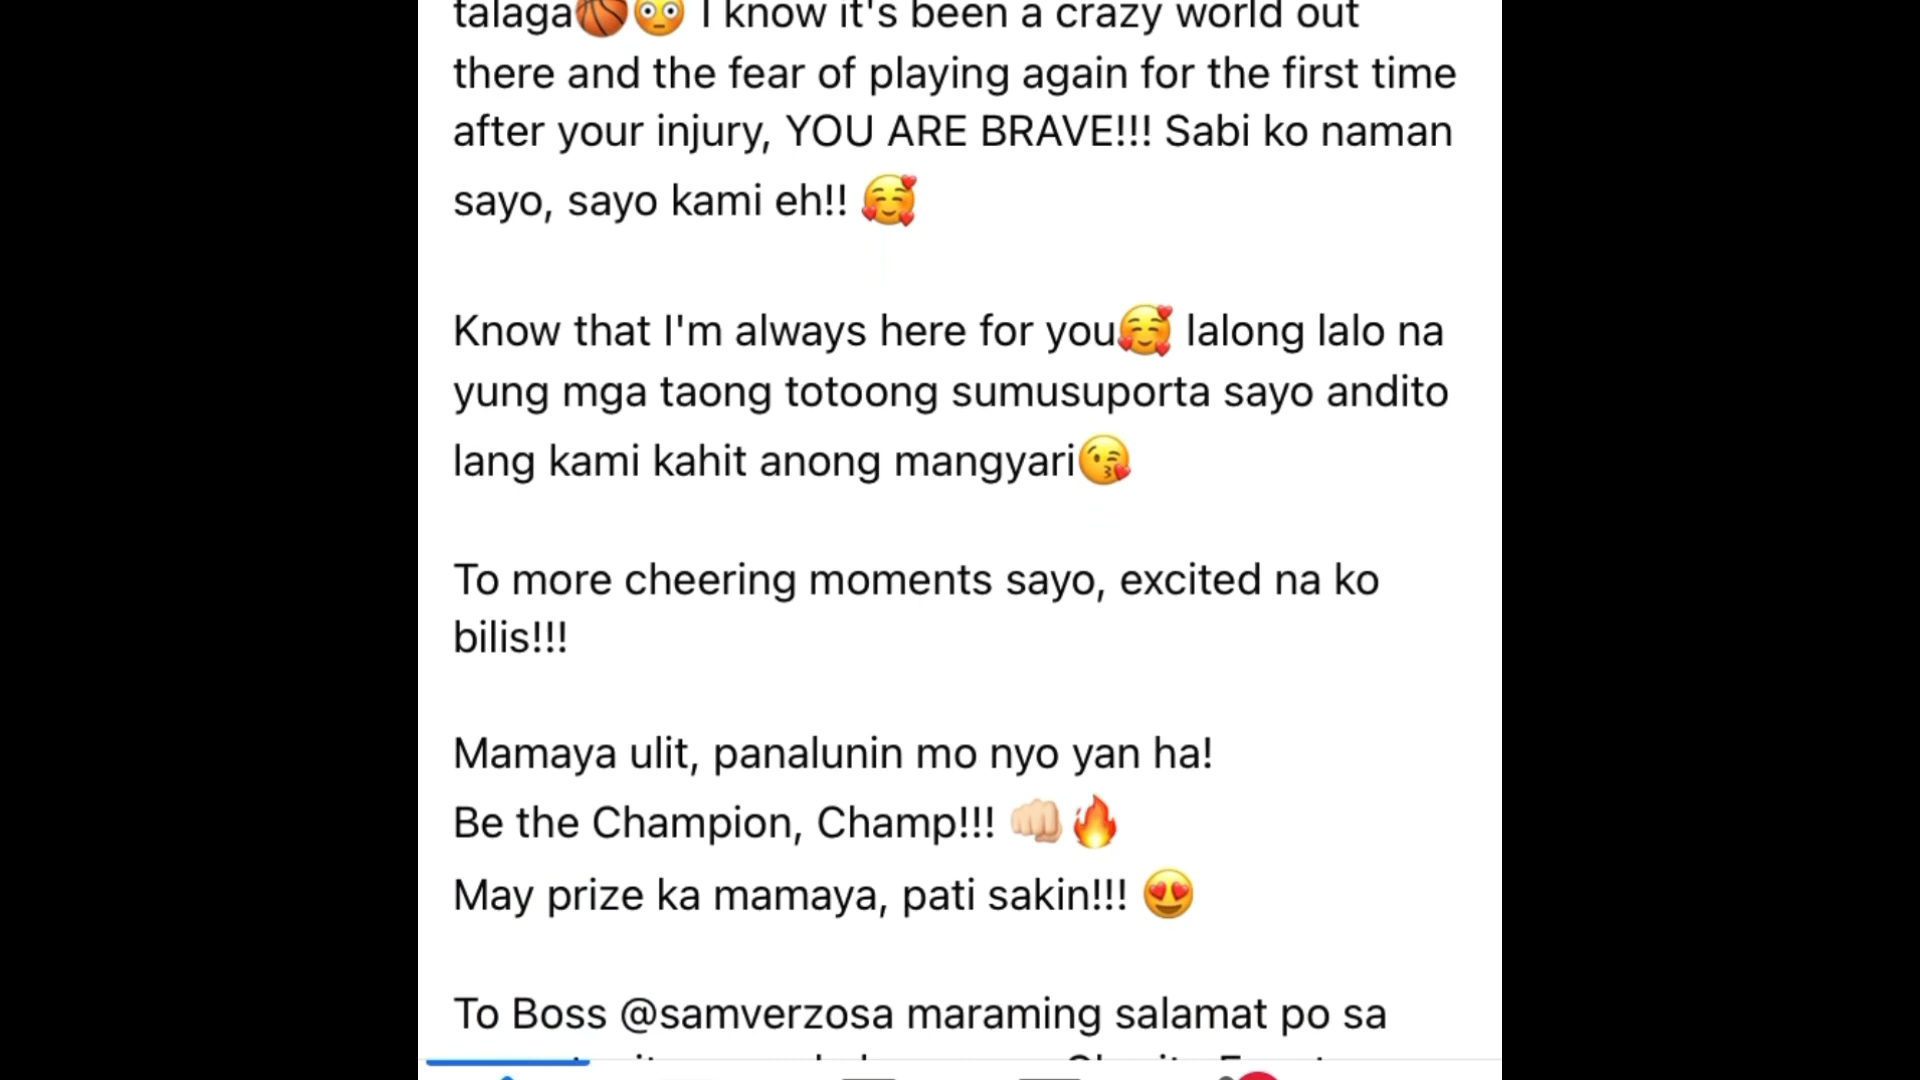 talaga🏀😳 I know it's been a crazy world out
there and the fear of playing again for the first time
after your injury, YOU ARE BRAVE!!! Sabi ko naman
sayo, sayo kami eh!! 🥰
Know that I'm always here for you🥰 lalong lalo na
yung mga taong totoong sumusuporta sayo andito
lang kami kahit anong mangyari😘
To more cheering moments sayo, excited na ko
bilis!!!
Mamaya ulit, panalunin mo nyo yan ha!
Be the Champion, Champ!!! 👊🏻🔥
May prize ka mamaya, pati sakin!!! 😍
To Boss @samverzosa maraming salamat po sa